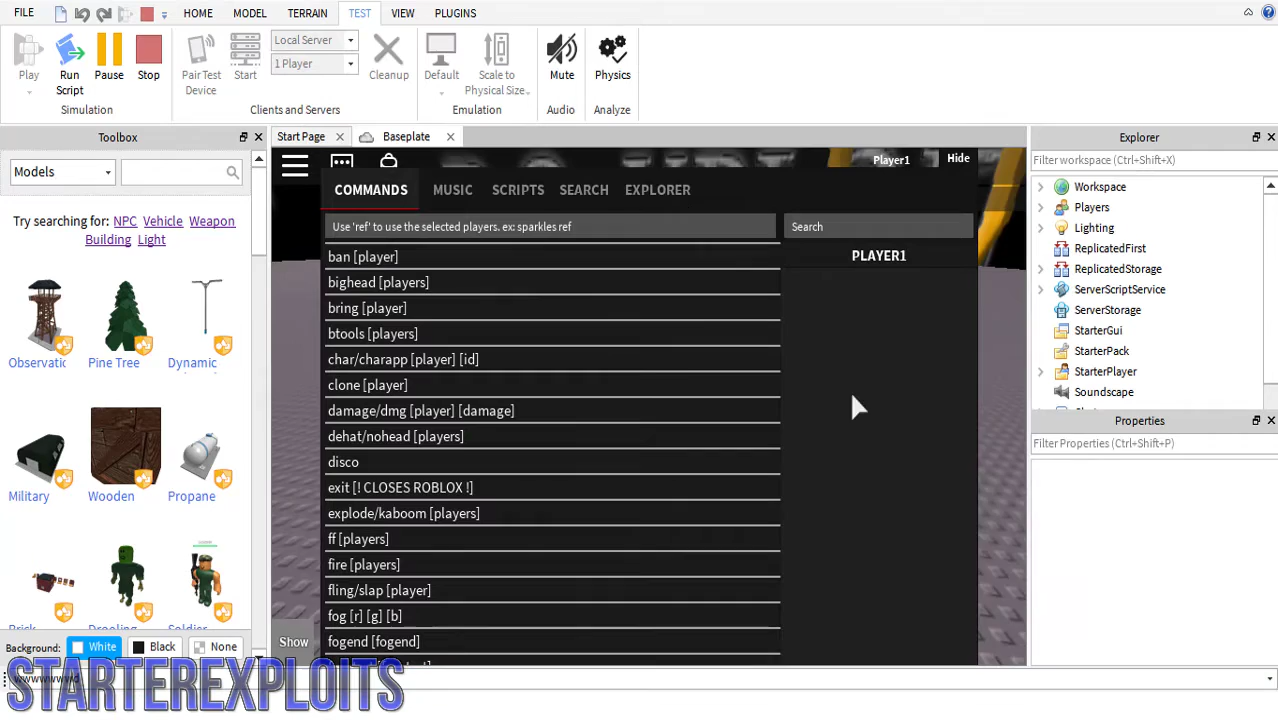 FILE
HOME
MODEL
TERRAIN
TEST
VIEW
PLUGINS
Play
Run
Script
Pause
Stop
Simulation
Pair Test
Device
Start
Local Server
1 Player
Cleanup
Clients and Servers
Default
Scale to
Physical Size..
Emulation
Mute
Audio
Physics
Analyze
Toolbox
Models
Try searching for: NPC Vehicle Weapon
Building Light
Observatic
Pine Tree
Dynamic
Military
Wooden
Propane
Brick
Drooling
Soldier
Background: White Black None
Start Page
Baseplate
Player1
Hide
COMMANDS
MUSIC
SCRIPTS
SEARCH
EXPLORER
Use 'ref' to use the selected players. ex: sparkles ref
Search
PLAYER1
ban [player]
bighead [players]
bring [player]
btools [players]
char/charapp [player] [id]
clone [player]
damage/dmg [player] [damage]
dehat/nohead [players]
disco
exit [! CLOSES ROBLOX !]
explode/kaboom [players]
ff [players]
fire [players]
fling/slap [player]
fog [r] [g] [b]
fogend [fogend]
Show
Explorer
Filter workspace (Ctrl+Shift+X)
Workspace
Players
Lighting
ReplicatedFirst
ReplicatedStorage
ServerScriptService
ServerStorage
StarterGui
StarterPack
StarterPlayer
Soundscape
Properties
Filter Properties (Ctrl+Shift+P)
STARTEREXPLOITS